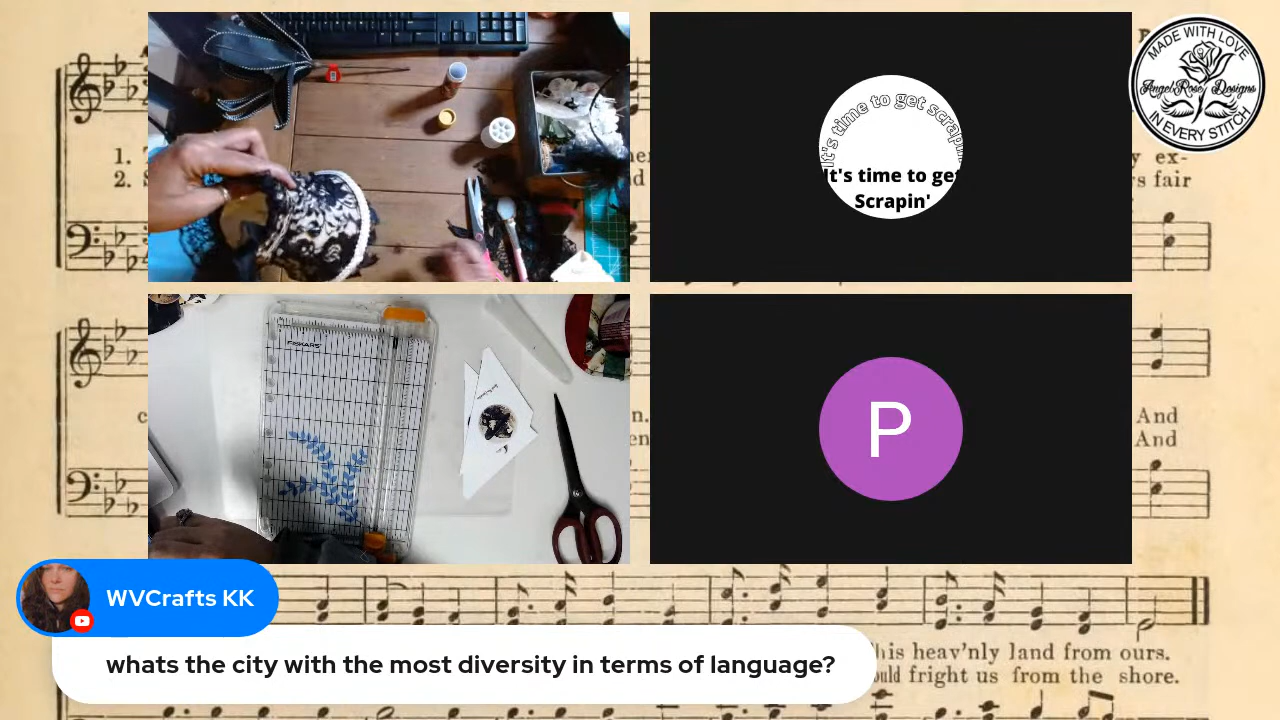 MADE WITH LOVE
AngelRose Designs
IN EVERY STITCH
It's time to get scrapin
It's time to get
Scrapin'
1.
2.
y ex-
rs fair
FISKARS
P
n.
And
And
WVCrafts KK
whats the city with the most diversity in terms of language?
his heav'nly land from ours.
ould fright us from the shore.